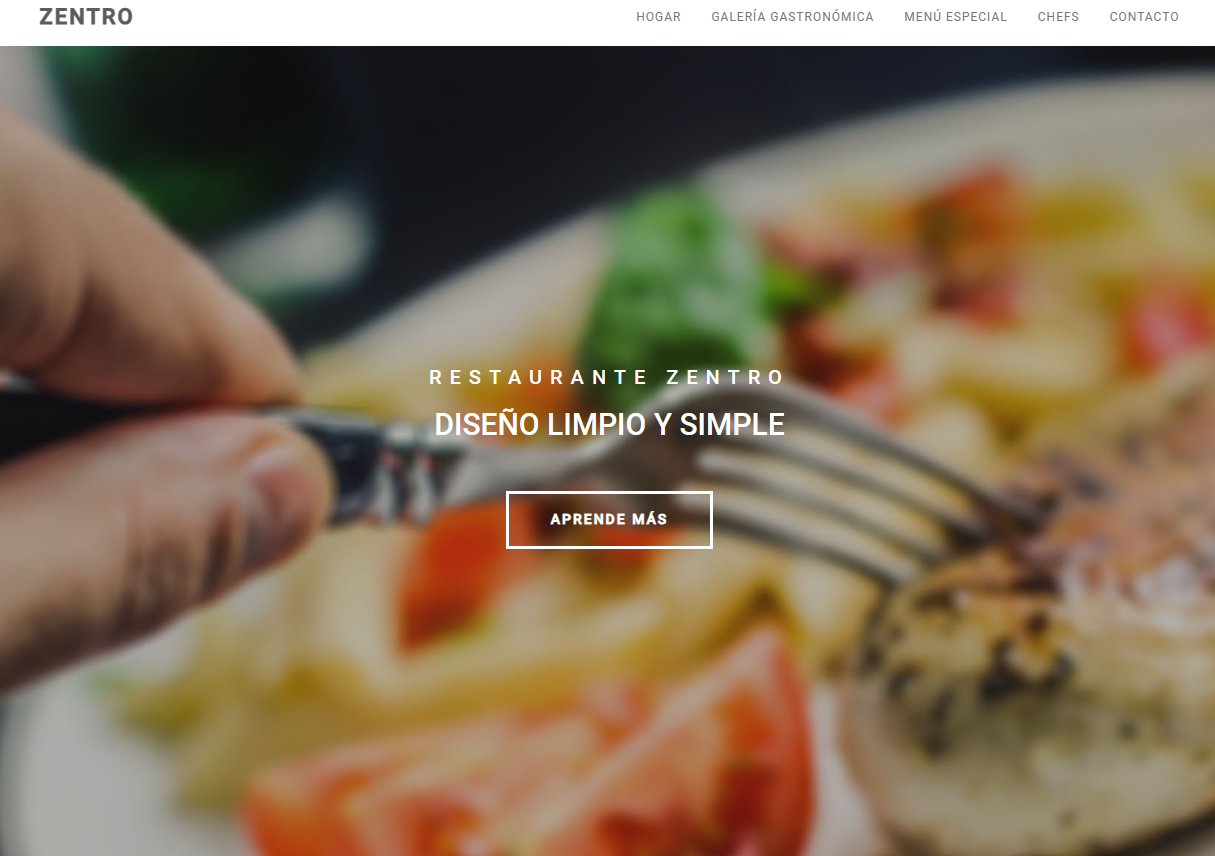 ZENTRO
HOGAR GALERÍA GASTRONÓMICA MENÚ ESPECIAL CHEFS CONTACTO
RESTAURANTE ZENTRO
DISEÑO LIMPIO Y SIMPLE
APRENDE MÁS